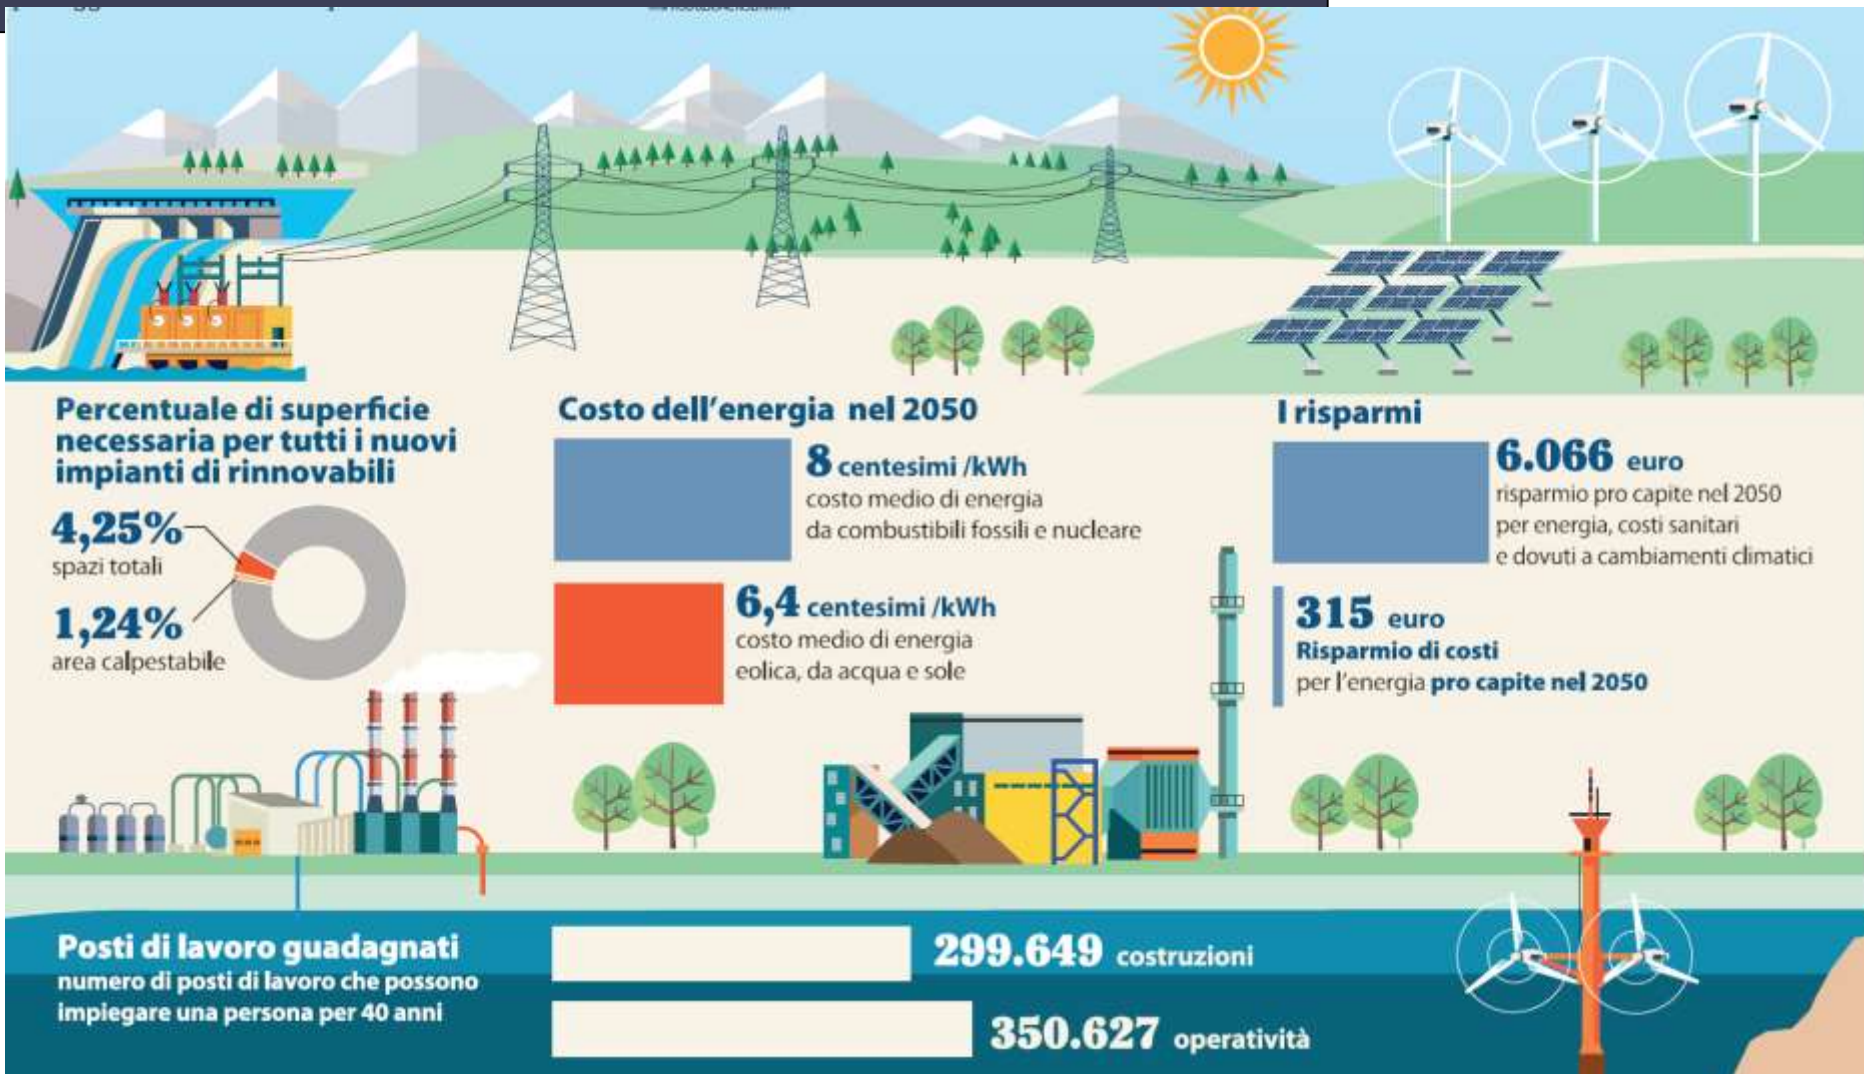 Percentuale di superficie
necessaria per tutti i nuovi
impianti di rinnovabili
4,25%
spazi totali
1,24%
area calpestabile
Costo dell'energia nel 2050
8 centesimi /kWh
costo medio di energia
da combustibili fossili e nucleare
6,4 centesimi /kWh
costo medio di energia
eolica, da acqua e sole
I risparmi
6.066 euro
risparmio pro capite nel 2050
per energia, costi sanitari
e dovuti a cambiamenti climatici
315 euro
Risparmio di costi
per l'energia pro capite nel 2050
Posti di lavoro guadagnati
numero di posti di lavoro che possono
impiegare una persona per 40 anni
299.649 costruzioni
350.627 operatività